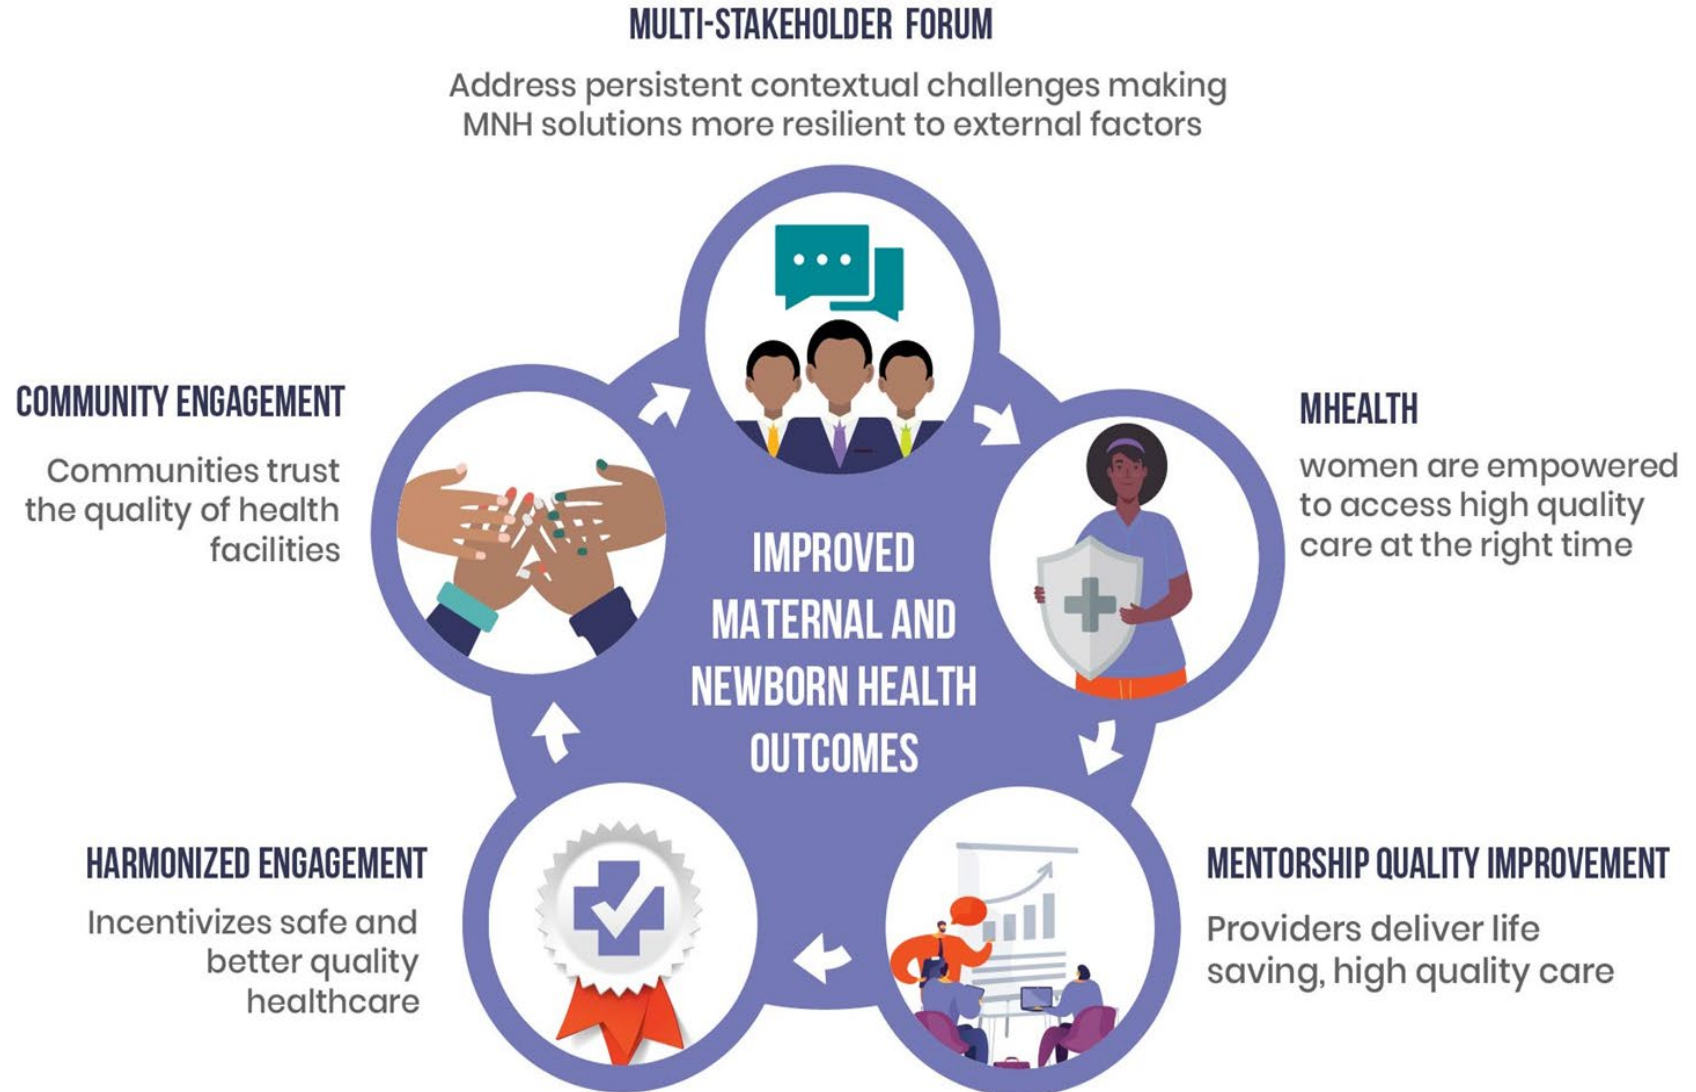 MULTI-STAKEHOLDER FORUM
Address persistent contextual challenges making
MNH solutions more resilient to external factors
COMMUNITY ENGAGEMENT
Communities trust
the quality of health
facilities
MHEALTH
women are empowered
to access high quality
care at the right time
IMPROVED
MATERNAL AND
NEWBORN HEALTH
OUTCOMES
HARMONIZED ENGAGEMENT
Incentivizes safe and
better quality
healthcare
MENTORSHIP QUALITY IMPROVEMENT
Providers deliver life
saving, high quality care